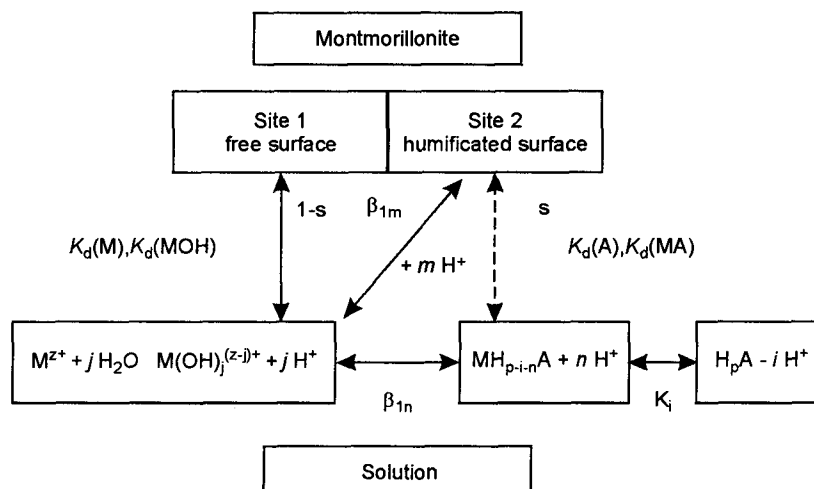 Montmorillonite
Site 1
free surface
Site 2
humificated surface
1-s
β1m
s
Kd(M),Kd(MOH)
+ m H+
Kd(A),Kd(MA)
Mz+ + j H2O M(OH)j(z-j)+ + j H+
MHp-i-nA + n H+
HpA - i H+
β1n
Ki
Solution